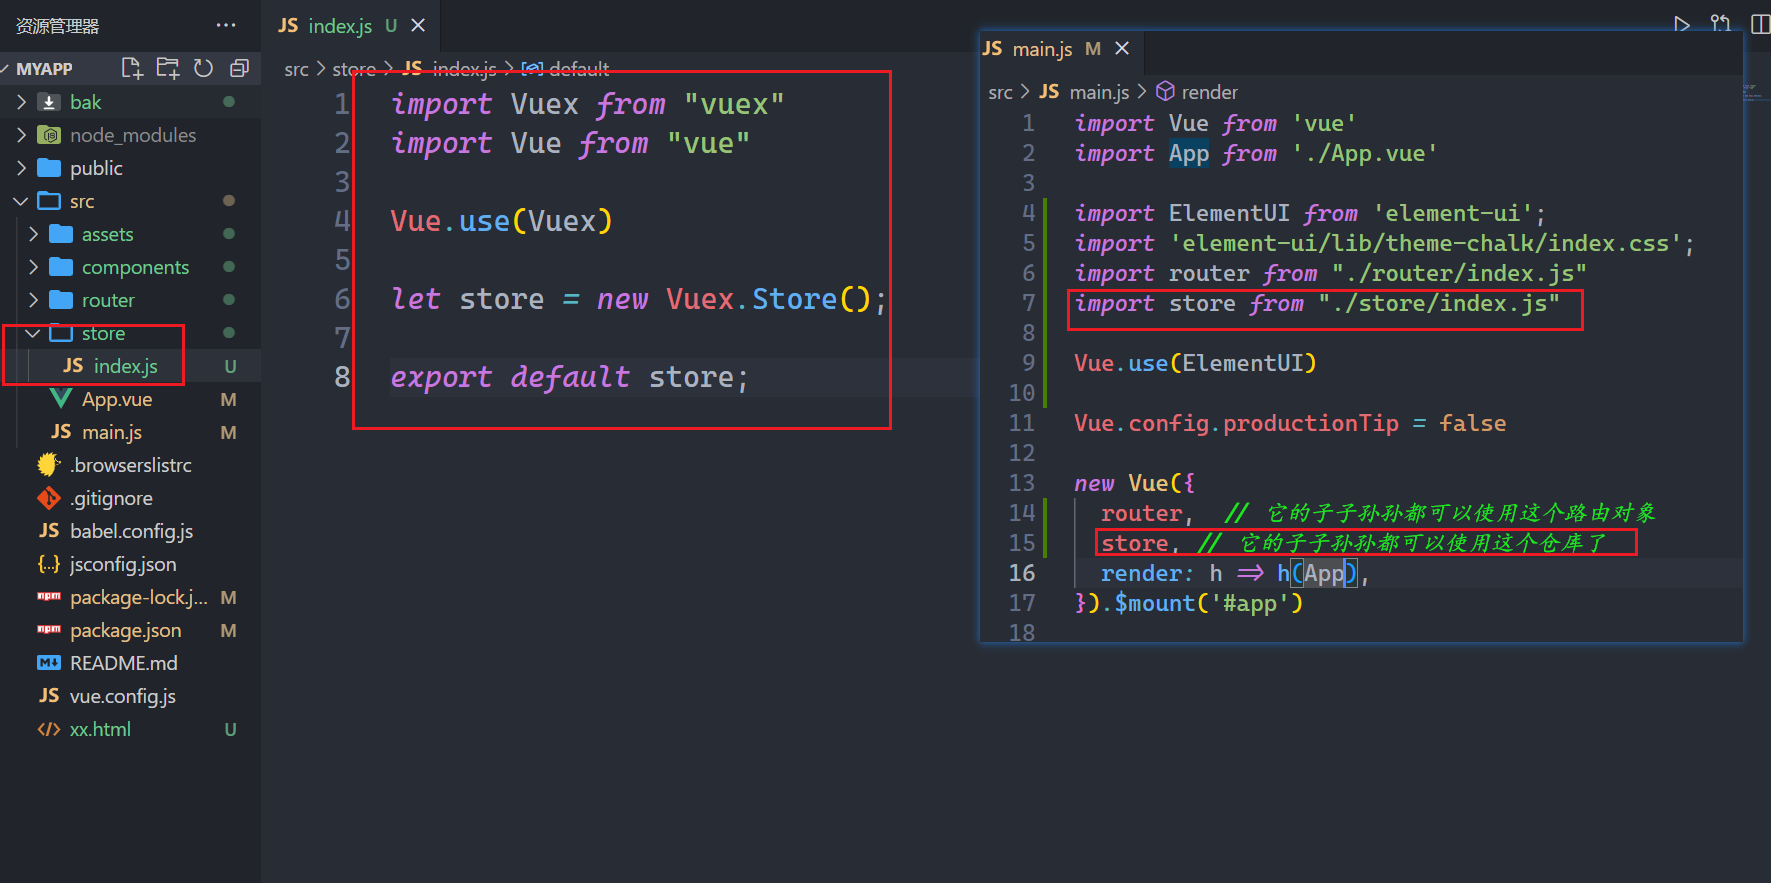 资源管理器
MYAPP
bak
node_modules
public
src
assets
components
router
store
JS index.js U
App.vue M
JS main.js M
.browserslistrc
.gitignore
JS babel.config.js
{..} jsconfig.json
package-lock.j... M
package.json M
README.md
JS vue.config.js
xx.html U
JS index.js U
src > store > JS index.js > default
1 import Vuex from "vuex"
2 import Vue from "vue"
3
4 Vue.use(Vuex)
5
6 let store = new Vuex.Store();
7
8 export default store;
JS main.js M
src > JS main.js > render
1 import Vue from 'vue'
2 import App from './App.vue'
3
4 import ElementUI from 'element-ui';
5 import 'element-ui/lib/theme-chalk/index.css';
6 import router from "./router/index.js"
7 import store from "./store/index.js"
8
9 Vue.use(ElementUI)
10
11 Vue.config.productionTip = false
12
13 new Vue({
14 router, // 它的子子孙孙都可以使用这个路由对象
15 store, // 它的子子孙孙都可以使用这个仓库了
16 render: h => h(App),
17 }).$mount('#app')
18